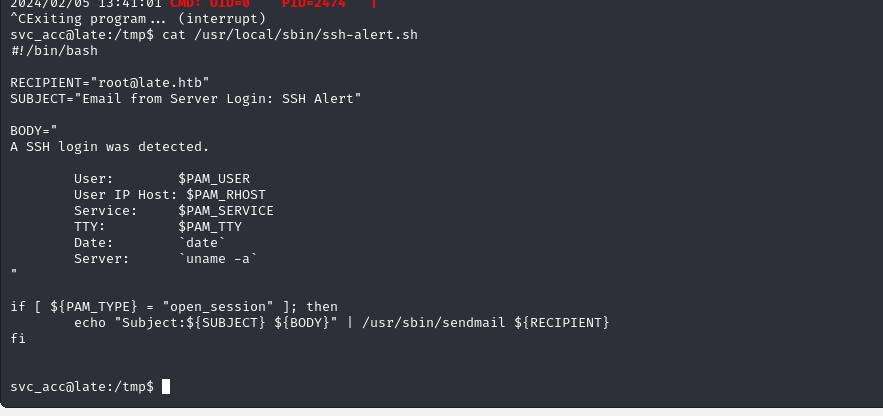 2024/02/05 13:41:01 CMD: UID=0    PID=2474   |
^CExiting program... (interrupt)
svc_acc@late:/tmp$ cat /usr/local/sbin/ssh-alert.sh
#!/bin/bash

RECIPIENT="root@late.htb"
SUBJECT="Email from Server Login: SSH Alert"

BODY="
A SSH login was detected.

        User:        $PAM_USER
        User IP Host: $PAM_RHOST
        Service:     $PAM_SERVICE
        TTY:         $PAM_TTY
        Date:        `date`
        Server:      `uname -a`
"

if [ ${PAM_TYPE} = "open_session" ]; then
        echo "Subject:${SUBJECT} ${BODY}" | /usr/sbin/sendmail ${RECIPIENT}
fi


svc_acc@late:/tmp$